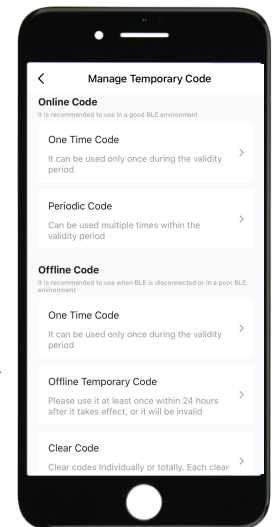 Manage Temporary Code
Online Code
It is recommended to use in a good BLE environment
One Time Code
It can be used only once during the validity
period
Periodic Code
Can be used multiple times within the
validity period
Offline Code
It is recommended to use when BLE is disconnected or in a poor BLE
environment
One Time Code
It can be used only once during the validity
period
Offline Temporary Code
Please use it at least once within 24 hours
after it takes effect, or it will be invalid
Clear Code
Clear codes Individually or totally. Each clear